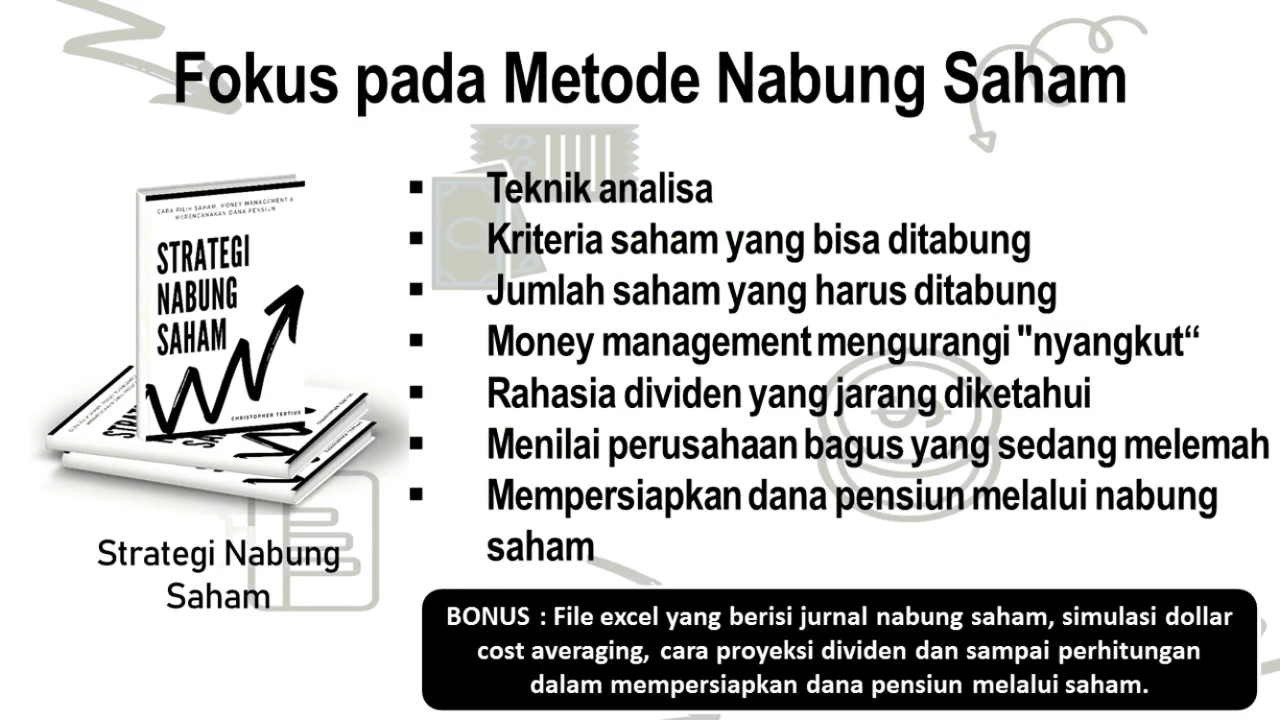 Fokus pada Metode Nabung Saham
CARA PILIH SAHAM, MONEY MANAGEMENT &
MERENCANAKAN DANA PENSIUN
STRATEGI
NABUNG
SAHAM
CHRISTOPHER TERTIUS
Strategi Nabung
Saham
▪ Teknik analisa
▪ Kriteria saham yang bisa ditabung
▪ Jumlah saham yang harus ditabung
▪ Money management mengurangi "nyangkut“
▪ Rahasia dividen yang jarang diketahui
▪ Menilai perusahaan bagus yang sedang melemah
▪ Mempersiapkan dana pensiun melalui nabung
saham
BONUS : File excel yang berisi jurnal nabung saham, simulasi dollar
cost averaging, cara proyeksi dividen dan sampai perhitungan
dalam mempersiapkan dana pensiun melalui saham.